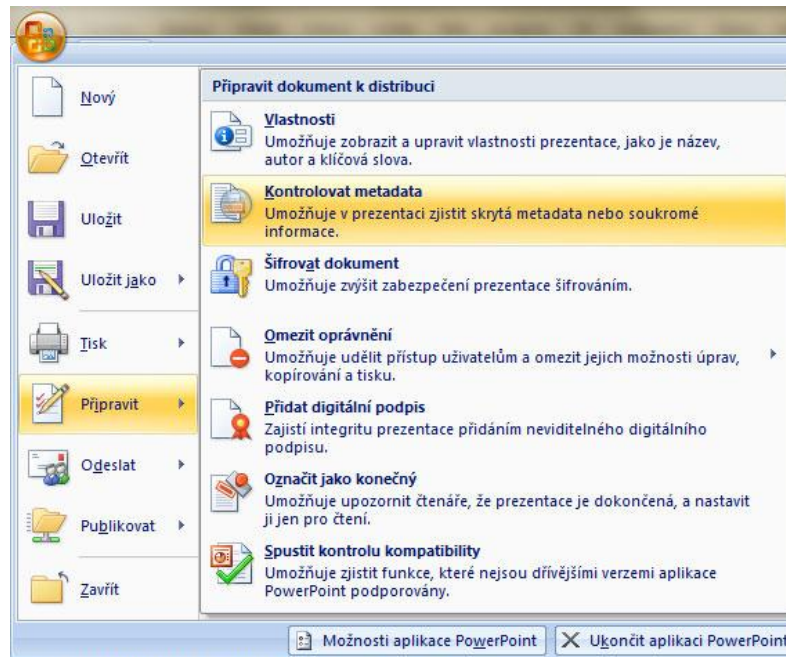 Nový
Otevřít
Uložit
Uložit jako
Tisk
Připravit
Odeslat
Publikovat
Zavřít
Připravit dokument k distribuci
Vlastnosti
Umožňuje zobrazit a upravit vlastnosti prezentace, jako je název,
autor a klíčová slova.
Kontrolovat metadata
Umožňuje v prezentaci zjistit skrytá metadata nebo soukromé
informace.
Šifrovat dokument
Umožňuje zvýšit zabezpečení prezentace šifrováním.
Omezit oprávnění
Umožňuje udělit přístup uživatelům a omezit jejich možnosti úprav,
kopírování a tisku.
Přidat digitální podpis
Zajistí integritu prezentace přidáním neviditelného digitálního
podpisu.
Označit jako konečný
Umožňuje upozornit čtenáře, že prezentace je dokončená, a nastavit
ji jen pro čtení.
Spustit kontrolu kompatibility
Umožňuje zjistit funkce, které nejsou dřívějšími verzemi aplikace
PowerPoint podporovány.
Možnosti aplikace PowerPoint
Ukončit aplikaci PowerPoint